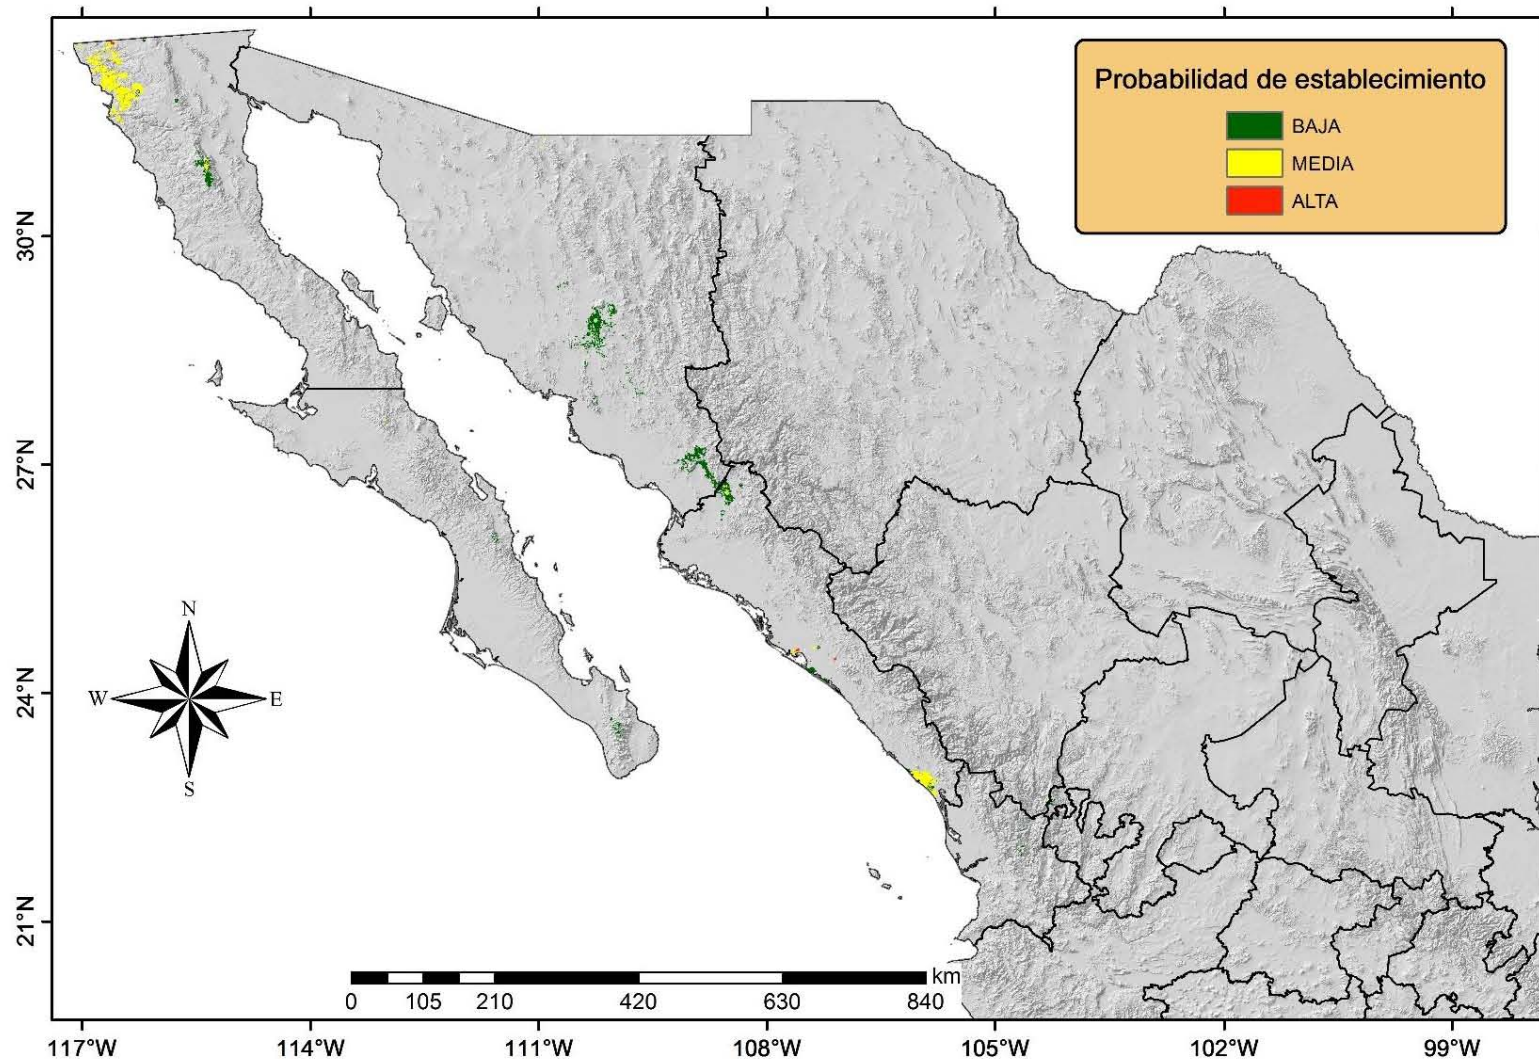 Probabilidad de establecimiento
BAJA
MEDIA
ALTA
30°N
27°N
24°N
21°N
N
W
E
S
km
0 105 210 420 630 840
117°W 114°W 111°W 108°W 105°W 102°W 99°W